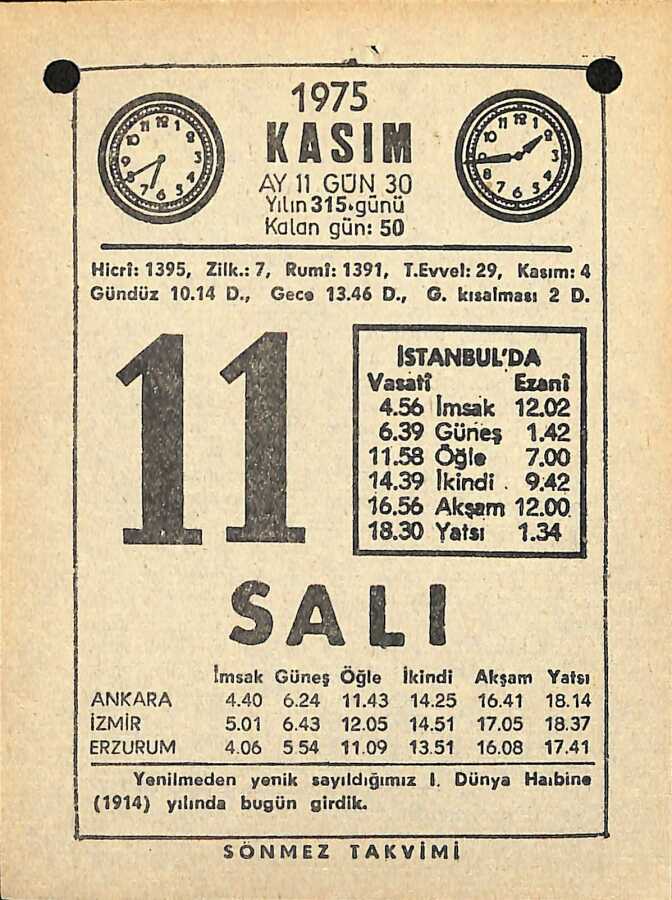 1975
KASIM
AY 11 GÜN 30
Yılın 315. günü
Kalan gün: 50
Hicrî: 1395, Zilk.: 7, Rumî: 1391, T.Evvel: 29, Kasım: 4
Gündüz 10.14 D., Gece 13.46 D., G. kısalması 2 D.
11
İSTANBUL'DA
Vasatî Ezanî
4.56 İmsak 12.02
6.39 Güneş 1.42
11.58 Öğle 7.00
14.39 İkindi 9.42
16.56 Akşam 12.00
18.30 Yatsı 1.34
SALI
İmsak Güneş Öğle İkindi Akşam Yatsı
ANKARA 4.40 6.24 11.43 14.25 16.41 18.14
İZMİR 5.01 6.43 12.05 14.51 17.05 18.37
ERZURUM 4.06 5 54 11.09 13.51 16.08 17.41
Yenilmeden yenik sayıldığımız I. Dünya Harbine
(1914) yılında bugün girdik.
SÖNMEZ TAKVİMİ